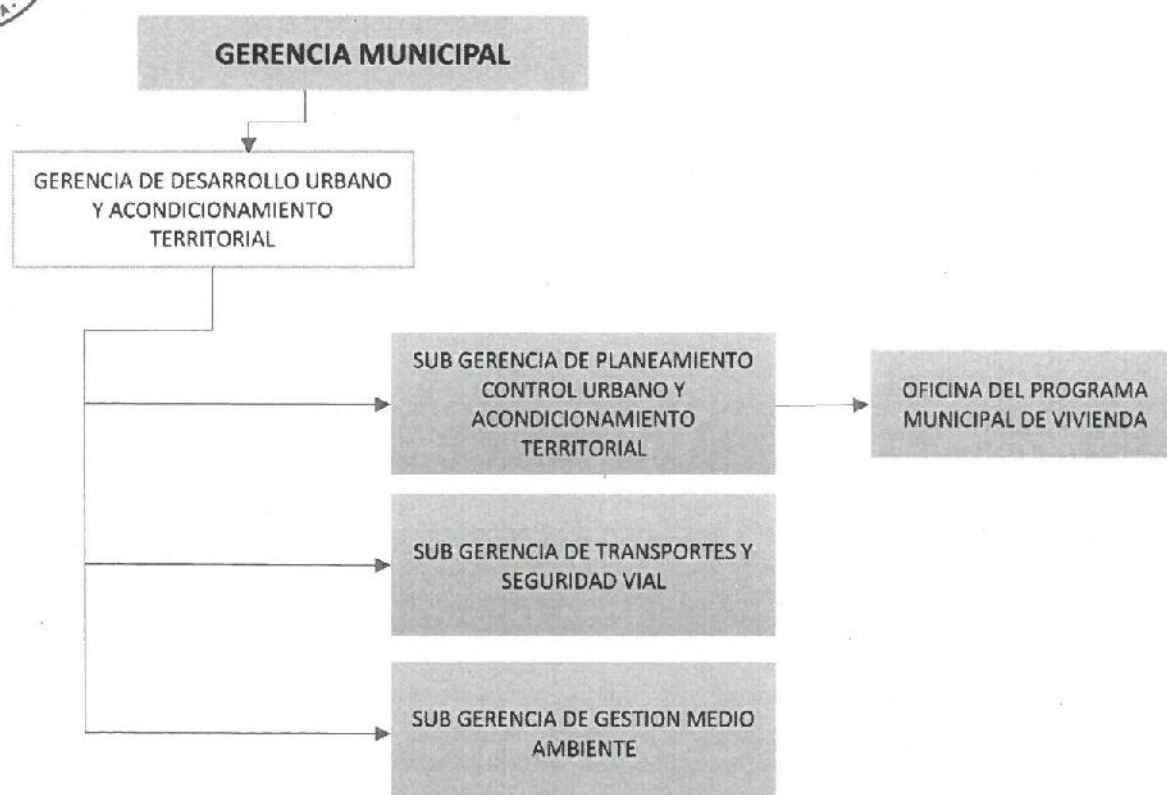 GERENCIA MUNICIPAL
GERENCIA DE DESARROLLO URBANO
Y ACONDICIONAMIENTO
TERRITORIAL
SUB GERENCIA DE PLANEAMIENTO
CONTROL URBANO Y
ACONDICIONAMIENTO
TERRITORIAL
OFICINA DEL PROGRAMA
MUNICIPAL DE VIVIENDA
SUB GERENCIA DE TRANSPORTES Y
SEGURIDAD VIAL
SUB GERENCIA DE GESTION MEDIO
AMBIENTE